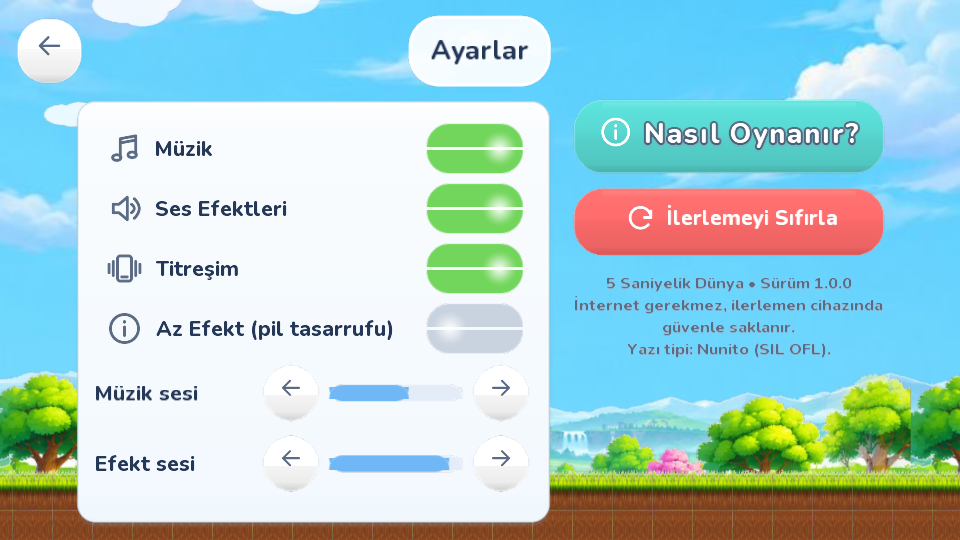 Ayarlar
Müzik
Ses Efektleri
Titreşim
Az Efekt (pil tasarrufu)
Müzik sesi
Efekt sesi
Nasıl Oynanır?
İlerlemeyi Sıfırla
5 Saniyelik Dünya • Sürüm 1.0.0
İnternet gerekmez, ilerlemen cihazında
güvenle saklanır.
Yazı tipi: Nunito (SIL OFL).